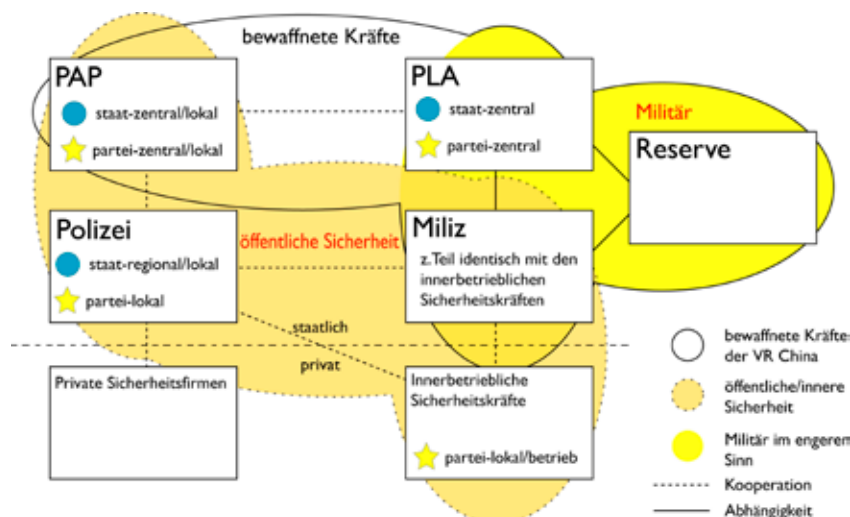 bewaffnete Kräfte
PAP
staat-zentral/lokal
partei-zentral/lokal
PLA
staat-zentral
partei-zentral
Militär
Reserve
Polizei
staat-regional/lokal
partei-lokal
öffentliche Sicherheit
Miliz
z.Teil identisch mit den
innerbetrieblichen
Sicherheitskräften
staatlich
privat
Private Sicherheitsfirmen
Innerbetriebliche
Sicherheitskräfte
partei-lokal/betrieb
bewaffnete Kräfte
der VR China
öffentliche/innere
Sicherheit
Militär im engeren
Sinn
Kooperation
Abhängigkeit